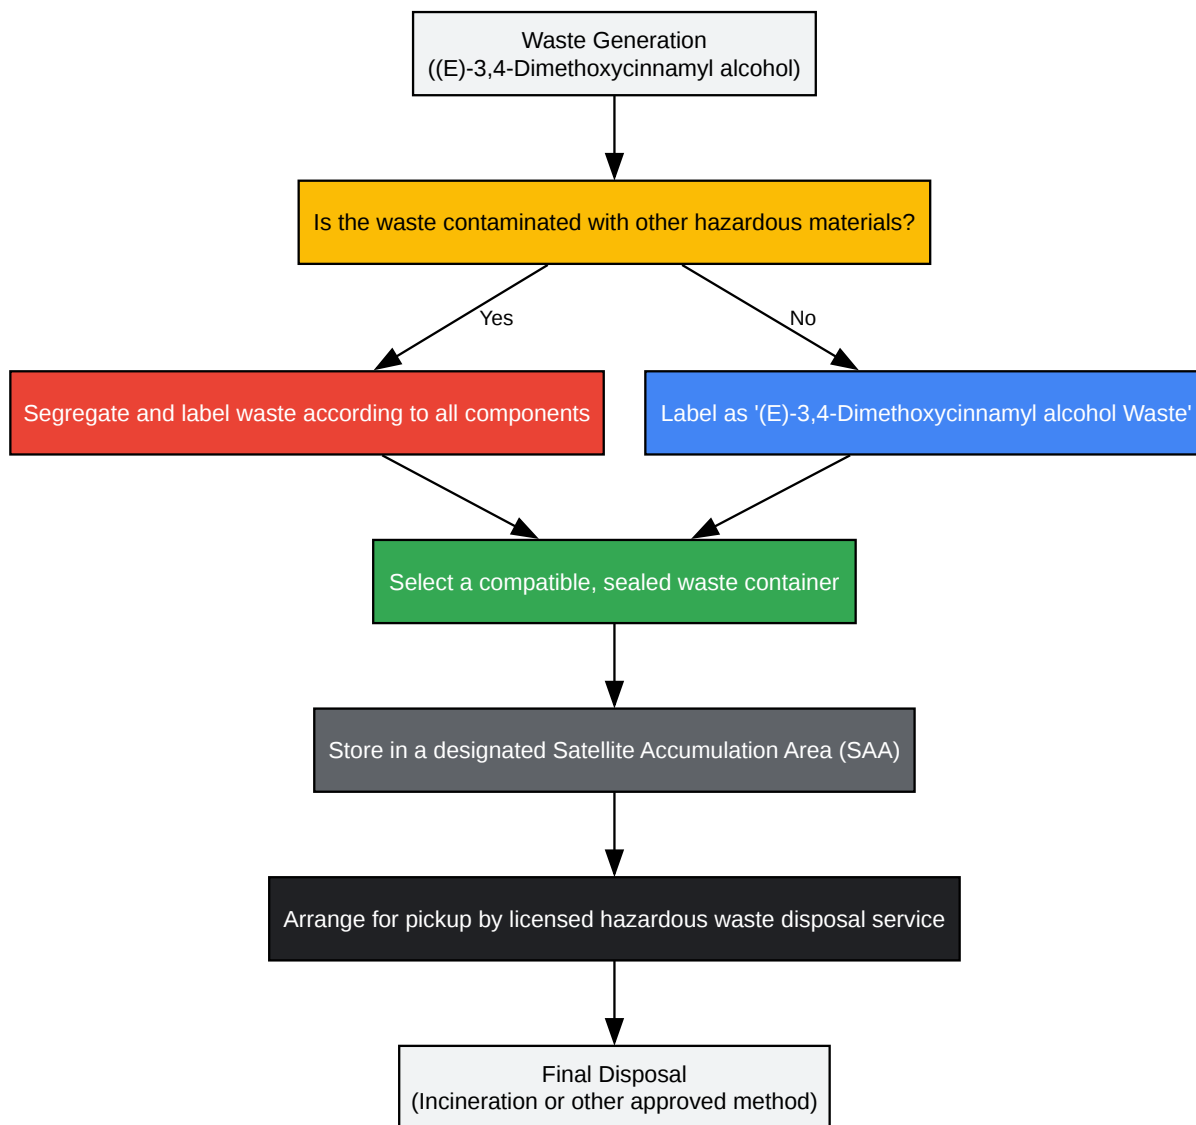 Waste Generation
((E)-3,4-Dimethoxycinnamyl alcohol)
Is the waste contaminated with other hazardous materials?
Yes
No
Segregate and label waste according to all components
Label as '(E)-3,4-Dimethoxycinnamyl alcohol Waste'
Select a compatible, sealed waste container
Store in a designated Satellite Accumulation Area (SAA)
Arrange for pickup by licensed hazardous waste disposal service
Final Disposal
(Incineration or other approved method)